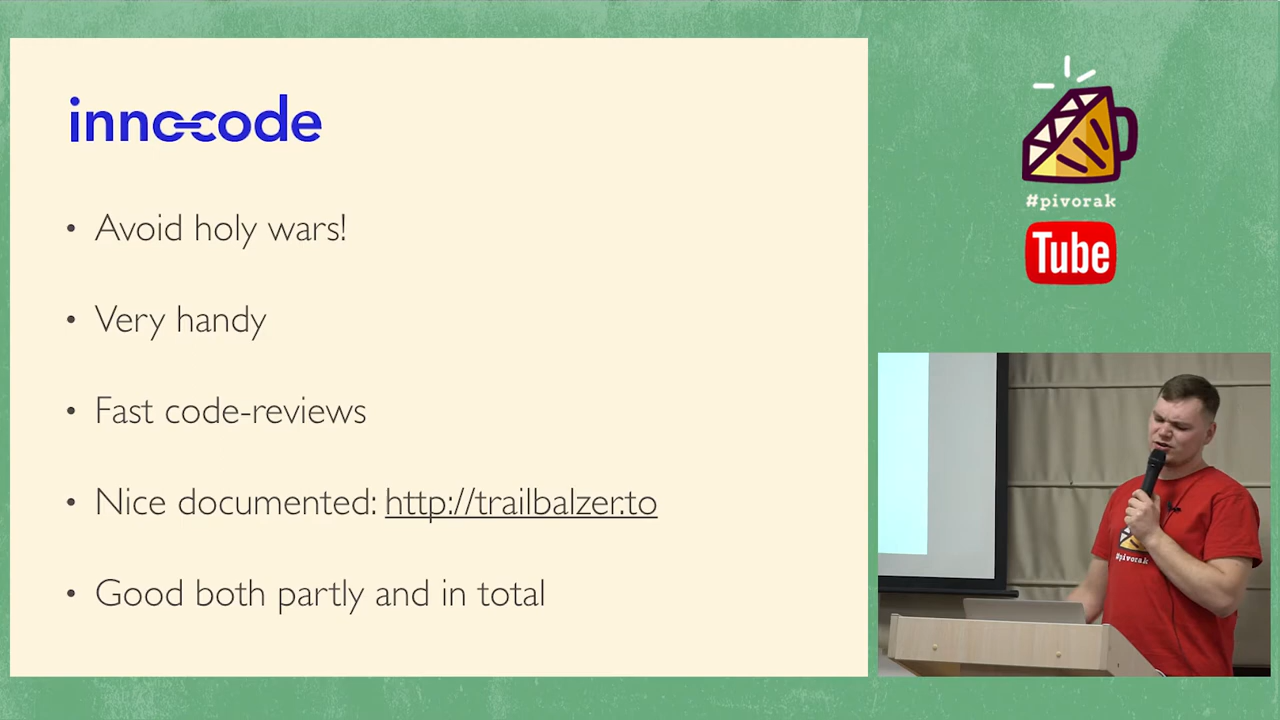 innocode
• Avoid holy wars!
• Very handy
• Fast code-reviews
• Nice documented: http://trailbalzer.to
• Good both partly and in total
#pivorak
Tube
#pivorak